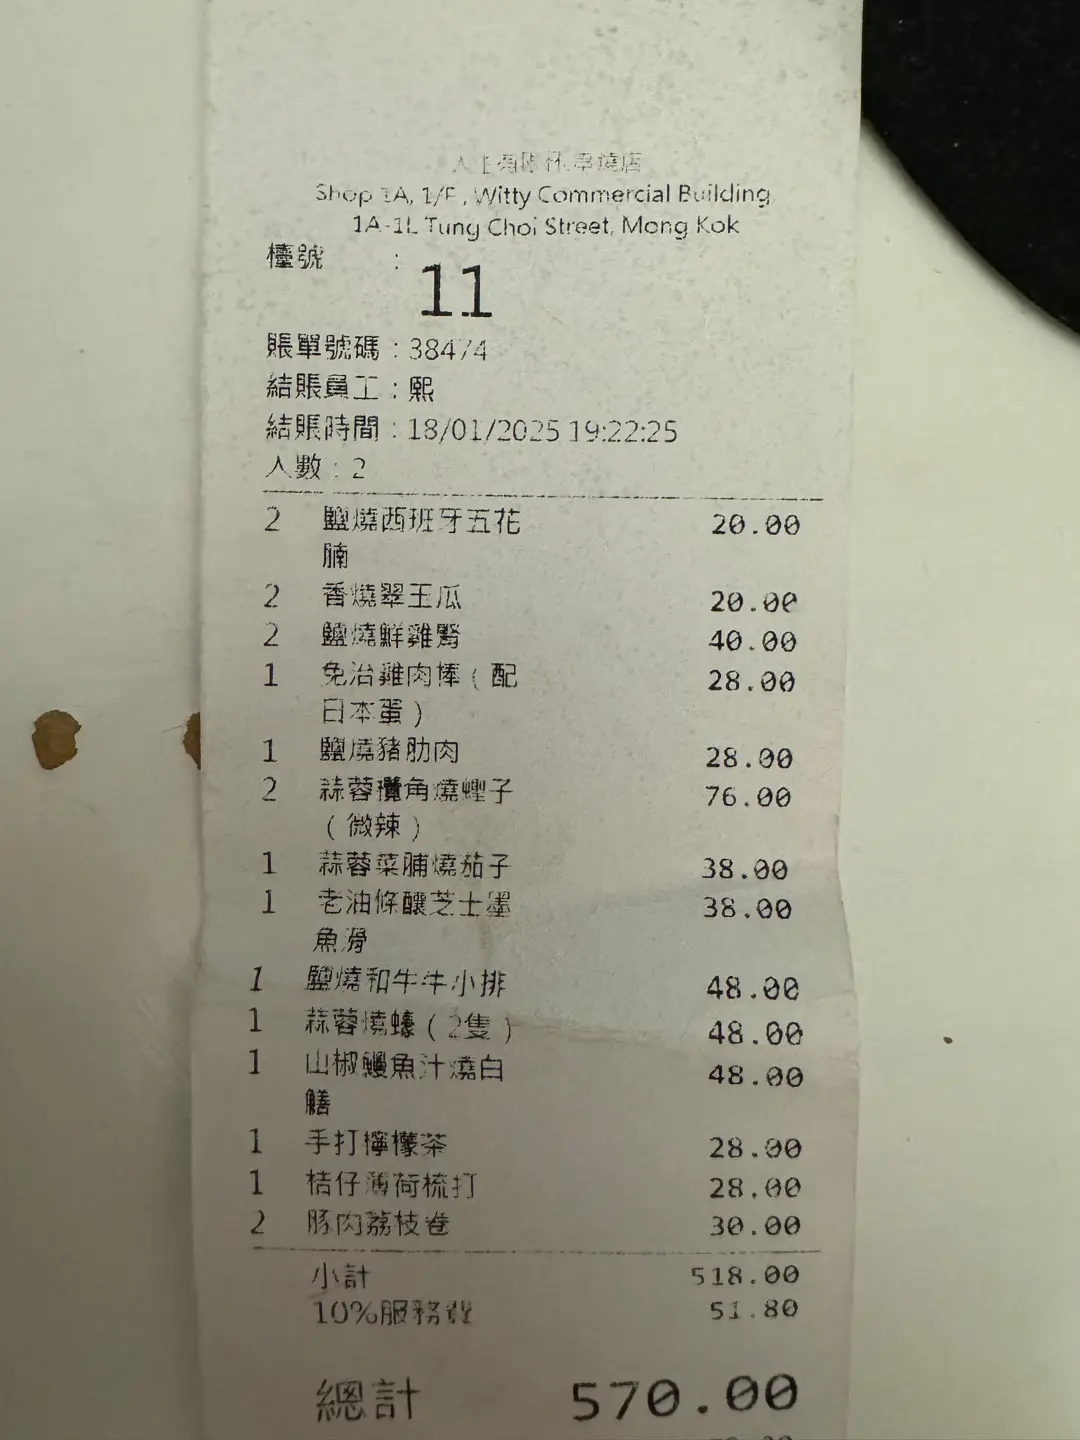 串燒店
Shop 1A, 1/F., Witty Commercial Building,
1A-1L Tung Choi Street, Mong Kok
檯號 :
11
賬單號碼 : 38474
結賬員工 : 熙
結賬時間 : 18/01/2025 19:22:25
人數 : 2
2 鹽燒西班牙五花 20.00
腩
2 香燒翠玉瓜 20.00
2 鹽燒鮮雞腎 40.00
1 免治雞肉棒 ( 配 28.00
日本蛋 )
1 鹽燒豬肋肉 28.00
2 蒜蓉欖角燒蟶子 76.00
( 微辣 )
1 蒜蓉菜脯燒茄子 38.00
1 老油條釀芝士墨 38.00
魚滑
1 鹽燒和牛牛小排 48.00
1 蒜蓉燒蠔 ( 2隻 ) 48.00
1 山椒鰻魚汁燒白 48.00
鱔
1 手打檸檬茶 28.00
1 桔仔薄荷梳打 28.00
2 豚肉荔枝卷 30.00
小計 518.00
10%服務費 51.80
總計 570.00